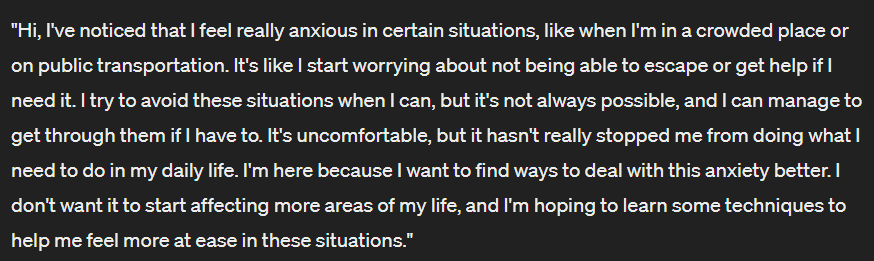 "Hi, I've noticed that I feel really anxious in certain situations, like when I'm in a crowded place or
on public transportation. It's like I start worrying about not being able to escape or get help if I
need it. I try to avoid these situations when I can, but it's not always possible, and I can manage to
get through them if I have to. It's uncomfortable, but it hasn't really stopped me from doing what I
need to do in my daily life. I'm here because I want to find ways to deal with this anxiety better. I
don't want it to start affecting more areas of my life, and I'm hoping to learn some techniques to
help me feel more at ease in these situations."